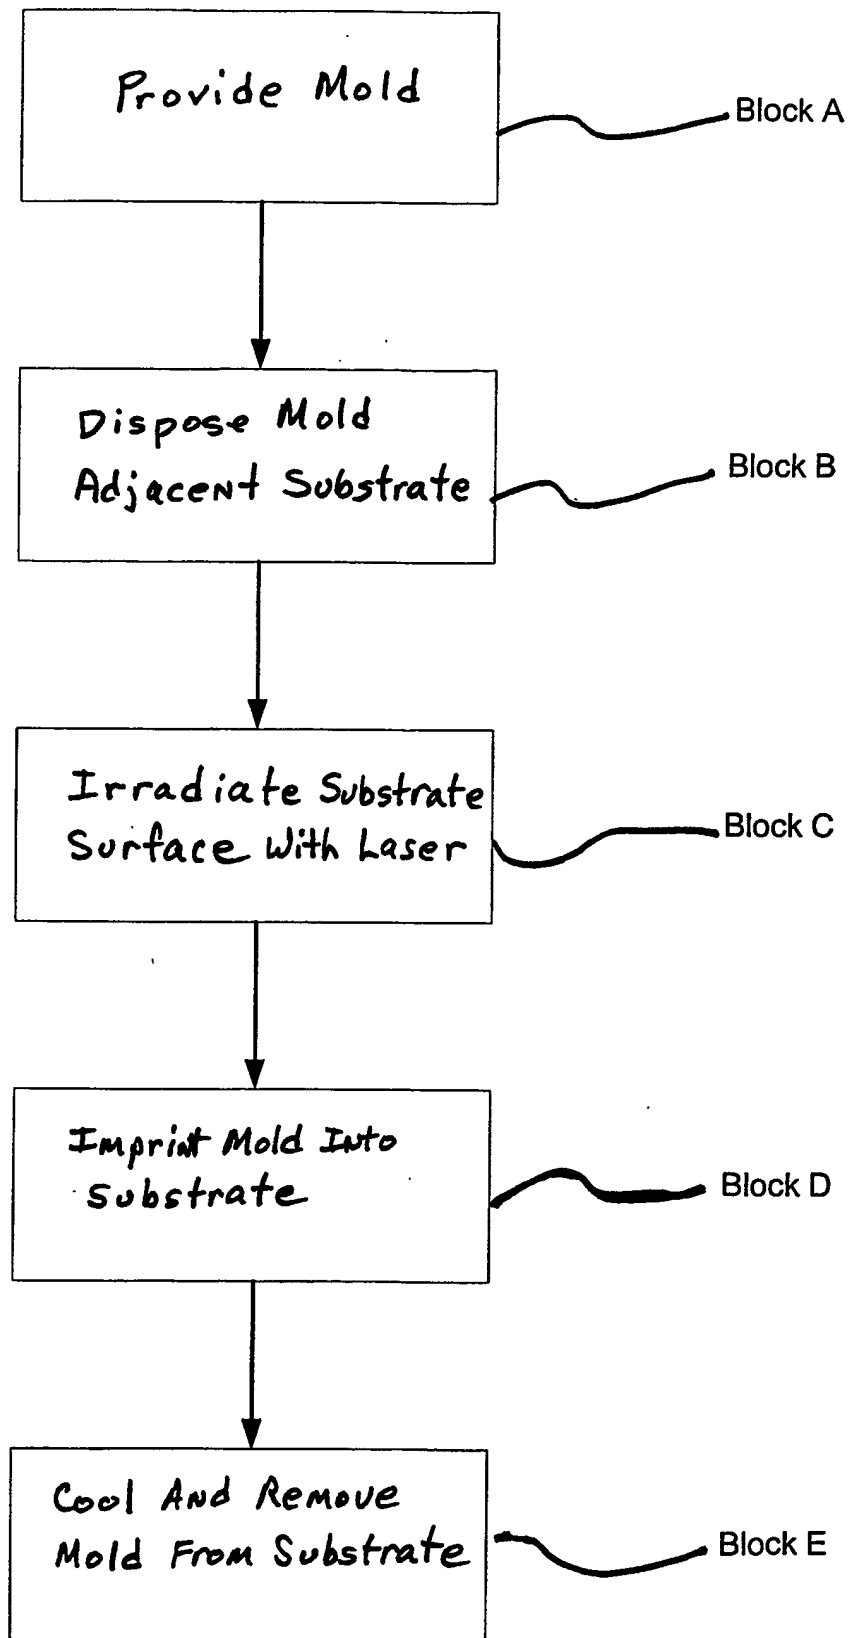 Provide Mold
Block A
Dispose Mold
Adjacent Substrate
Block B
Irradiate Substrate
Surface With Laser
Block C
Imprint Mold Into
Substrate
Block D
Cool And Remove
Mold From Substrate
Block E